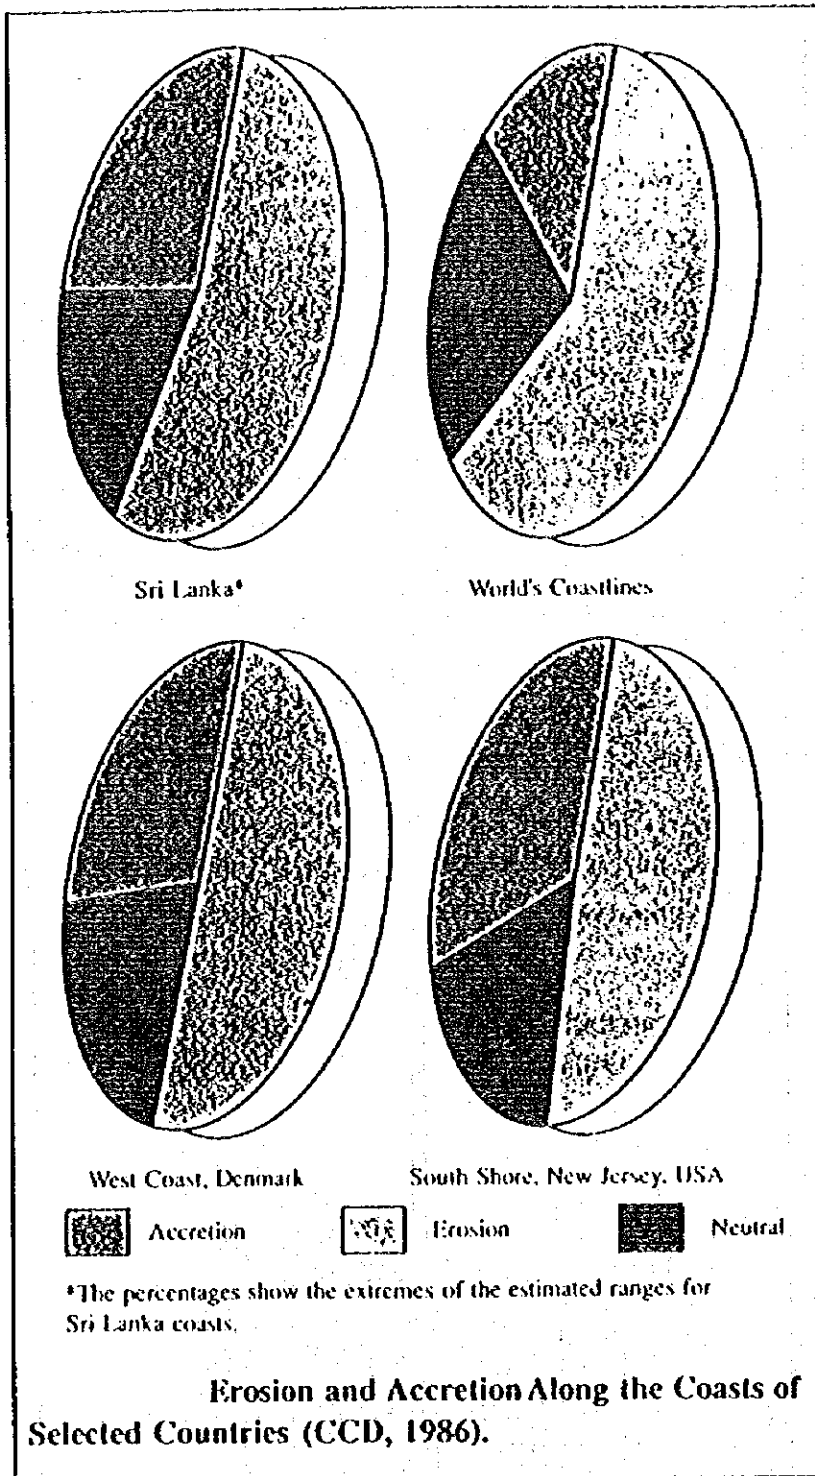 Sri Lanka*
World's Coastlines
West Coast, Denmark
South Shore, New Jersey, USA
Accretion
Erosion
Neutral
*The percentages show the extremes of the estimated ranges for
Sri Lanka coasts.
Erosion and Accretion Along the Coasts of
Selected Countries (CCD, 1986).